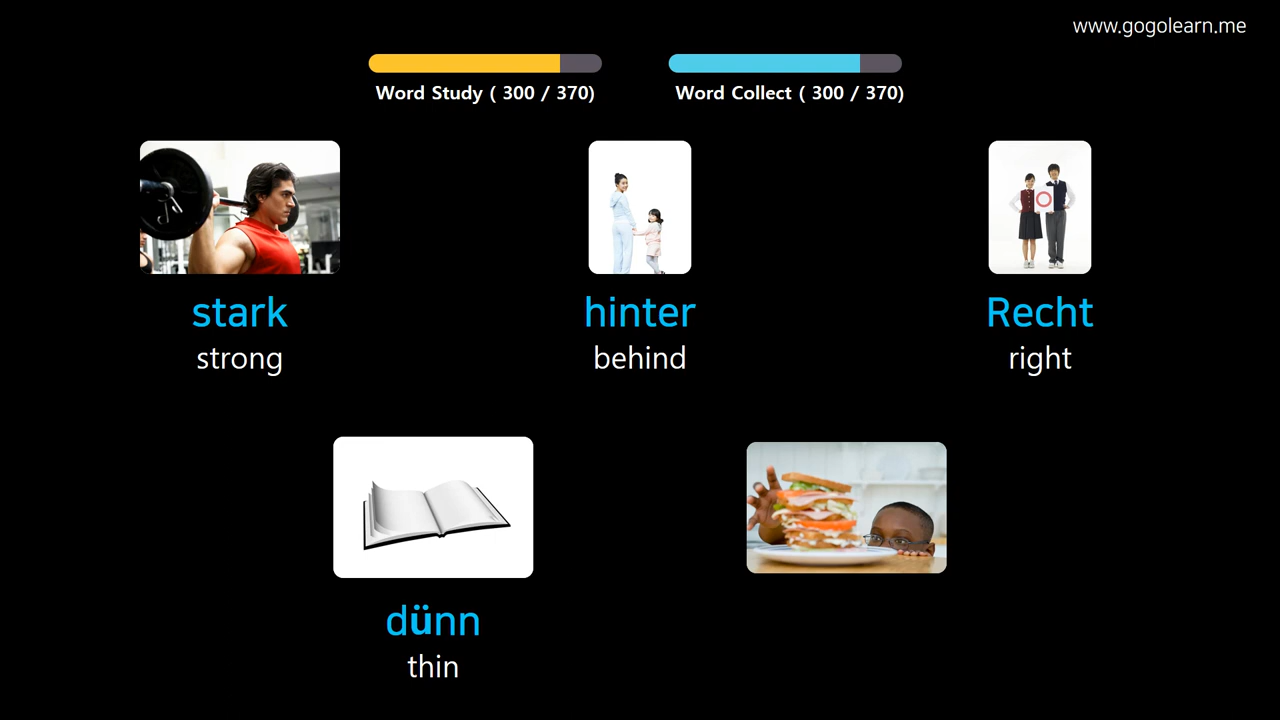 www.gogolearn.me
Word Study ( 300 / 370)
Word Collect ( 300 / 370)
stark
strong
hinter
behind
Recht
right
dünn
thin